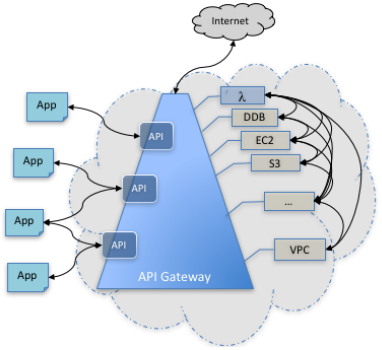 Internet
App
λ
DDB
API
EC2
App
S3
API
...
App
API
VPC
App
API Gateway